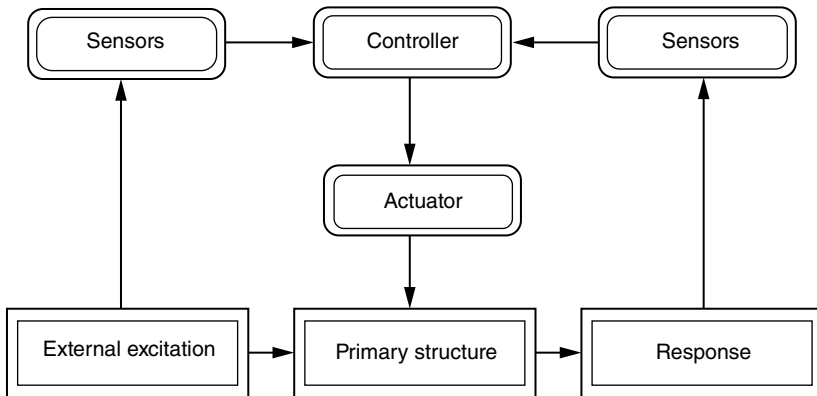 Sensors
Controller
Sensors
Actuator
External excitation
Primary structure
Response